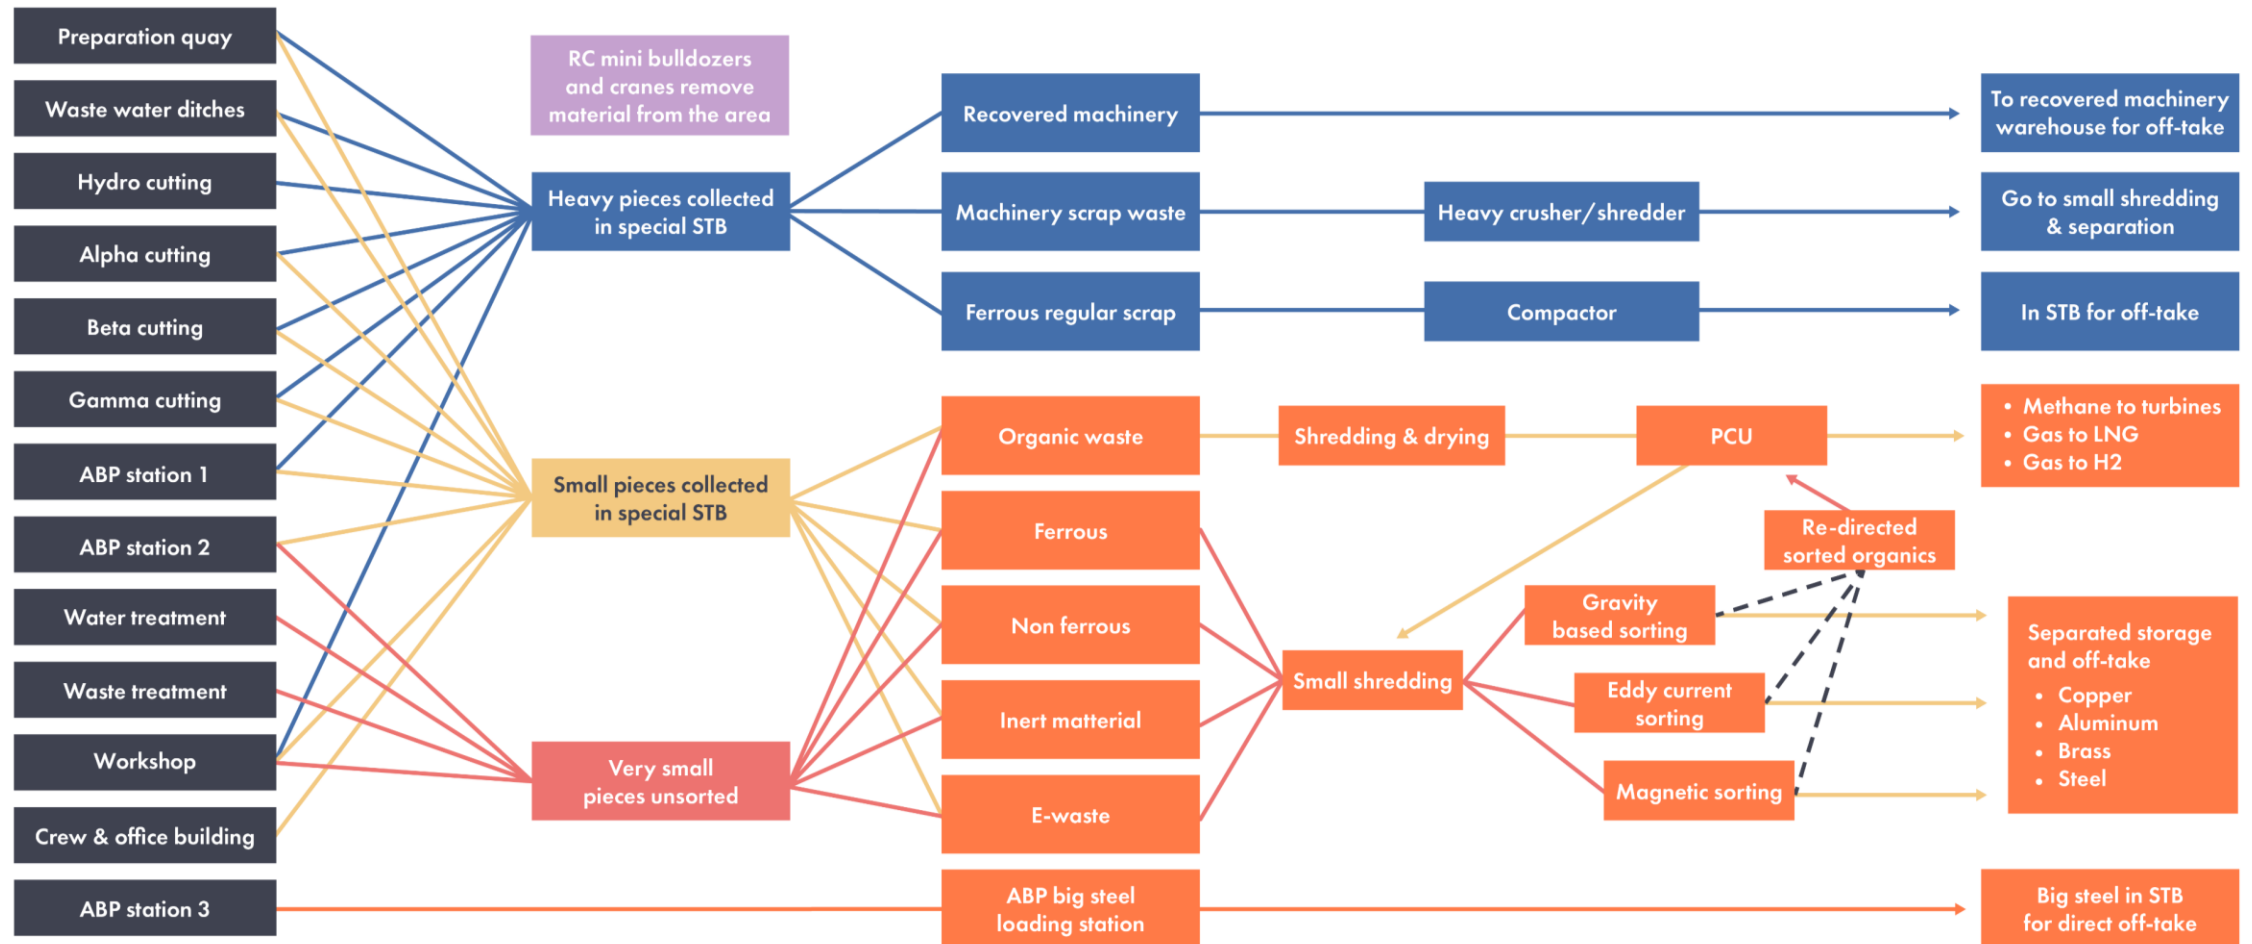 Preparation quay
Waste water ditches
Hydro cutting
Alpha cutting
Beta cutting
Gamma cutting
ABP station 1
ABP station 2
Water treatment
Waste treatment
Workshop
Crew & office building
ABP station 3
RC mini bulldozers
and cranes remove
material from the area
Heavy pieces collected
in special STB
Small pieces collected
in special STB
Very small
pieces unsorted
Recovered machinery
Machinery scrap waste
Ferrous regular scrap
Organic waste
Ferrous
Non ferrous
Inert matterial
E-waste
ABP big steel
loading station
Heavy crusher/shredder
Compactor
Shredding & drying
PCU
Re-directed
sorted organics
Small shredding
Gravity
based sorting
Eddy current
sorting
Magnetic sorting
To recovered machinery
warehouse for off-take
Go to small shredding
& separation
In STB for off-take
• Methane to turbines
• Gas to LNG
• Gas to H2
Separated storage
and off-take
• Copper
• Aluminum
• Brass
• Steel
Big steel in STB
for direct off-take